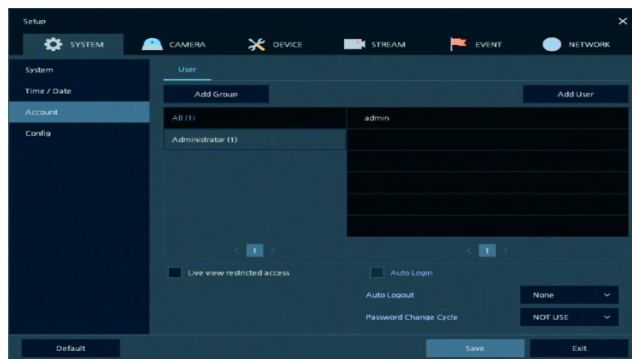 Setup
SYSTEM CAMERA DEVICE STREAM EVENT NETWORK
System
Time / Date
Account
Config
User
Add Group Add User
All (1) admin
Administrator (1)
< 1 > < 1 >
Live view restricted access Auto Login
Auto Logout None
Password Change Cycle NOT USE
Default Save Exit